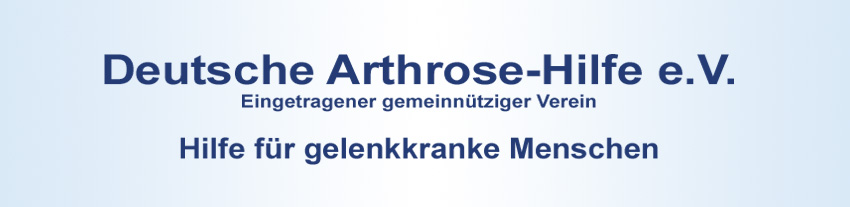 Deutsche Arthrose-Hilfe e.V.
Eingetragener gemeinnütziger Verein
Hilfe für gelenkkranke Menschen